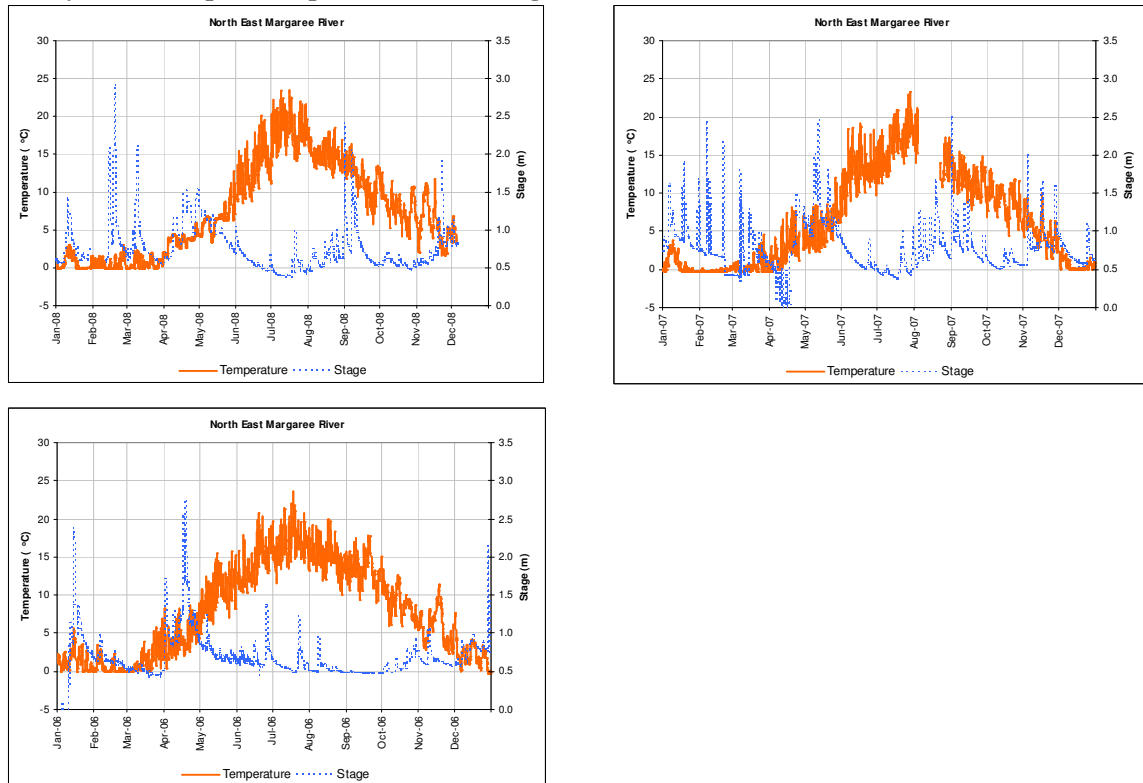 North East Margaree River
30
25
20
15
10
5
0
-5
Temperature ( °C)
3.5
3.0
2.5
2.0
1.5
1.0
0.5
0.0
Stage (m)
Jan-08
Feb-08
Mar-08
Apr-08
May-08
Jun-08
Jul-08
Aug-08
Sep-08
Oct-08
Nov-08
Dec-08
Temperature
Stage
North East Margaree River
30
25
20
15
10
5
0
-5
Temperature ( °C)
3.5
3.0
2.5
2.0
1.5
1.0
0.5
0.0
Stage (m)
Jan-07
Feb-07
Mar-07
Apr-07
May-07
Jun-07
Jul-07
Aug-07
Sep-07
Oct-07
Nov-07
Dec-07
Temperature
Stage
North East Margaree River
30
25
20
15
10
5
0
-5
Temperature ( °C)
3.5
3.0
2.5
2.0
1.5
1.0
0.5
0.0
Stage (m)
Jan-06
Feb-06
Mar-06
Apr-06
May-06
Jun-06
Jul-06
Aug-06
Sep-06
Oct-06
Nov-06
Dec-06
Temperature
Stage